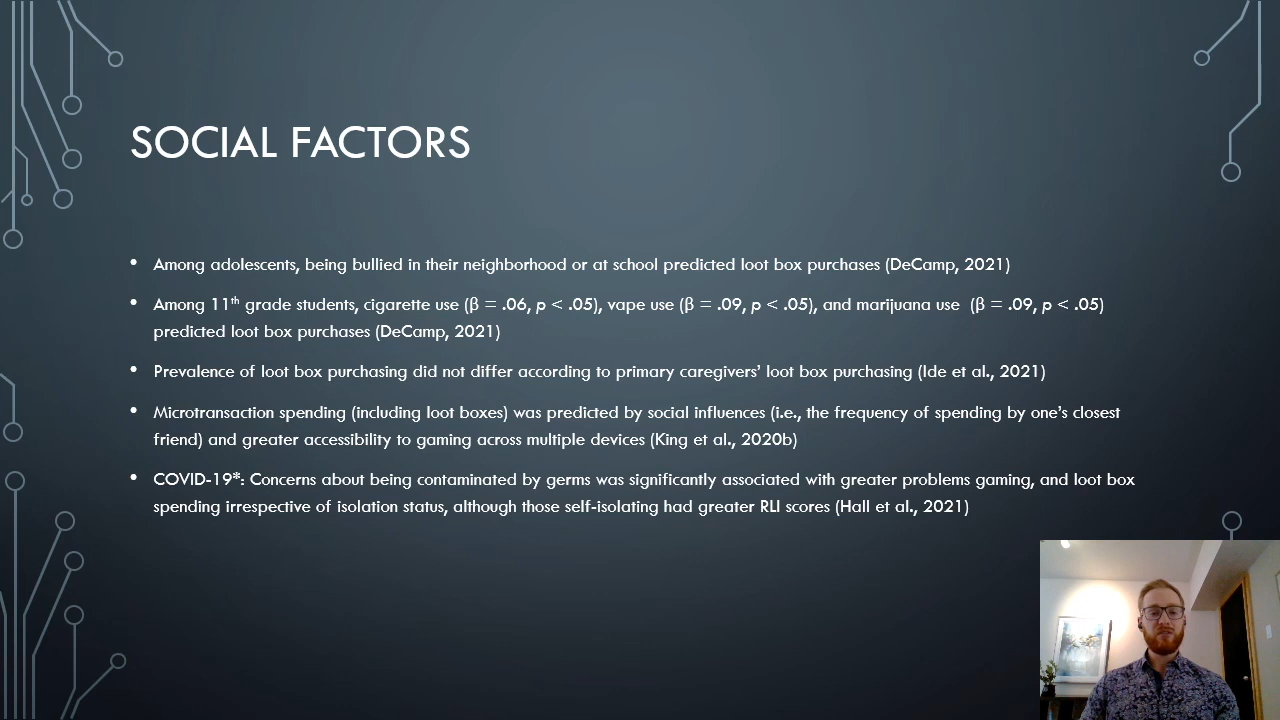 SOCIAL FACTORS
• Among adolescents, being bullied in their neighborhood or at school predicted loot box purchases (DeCamp, 2021)
• Among 11th grade students, cigarette use (β = .06, p < .05), vape use (β = .09, p < .05), and marijuana use (β = .09, p < .05)
predicted loot box purchases (DeCamp, 2021)
• Prevalence of loot box purchasing did not differ according to primary caregivers’ loot box purchasing (Ide et al., 2021)
• Microtransaction spending (including loot boxes) was predicted by social influences (i.e., the frequency of spending by one’s closest
friend) and greater accessibility to gaming across multiple devices (King et al., 2020b)
• COVID-19*: Concerns about being contaminated by germs was significantly associated with greater problems gaming, and loot box
spending irrespective of isolation status, although those self-isolating had greater RLI scores (Hall et al., 2021)